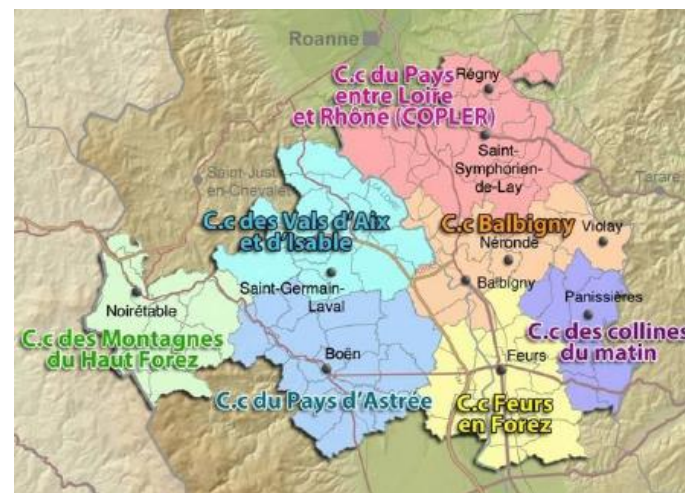 Roanne
C.c du Pays
entre Loire
et Rhône (COPLER)
Régny
Saint-
Symphorien-
de-Lay
Saint-Just-
en-Chevalet
Tarare
C.c des Vals d'Aix
et d'Isable
C.c Balbigny
Violay
Néronde
Balbigny
Saint-Germain-
Laval
Noirétable
Panissières
C.c des Montagnes
du Haut Forez
C.c des collines
du matin
Boën
Feurs
C.c du Pays d'Astrée
C.c Feurs
en Forez